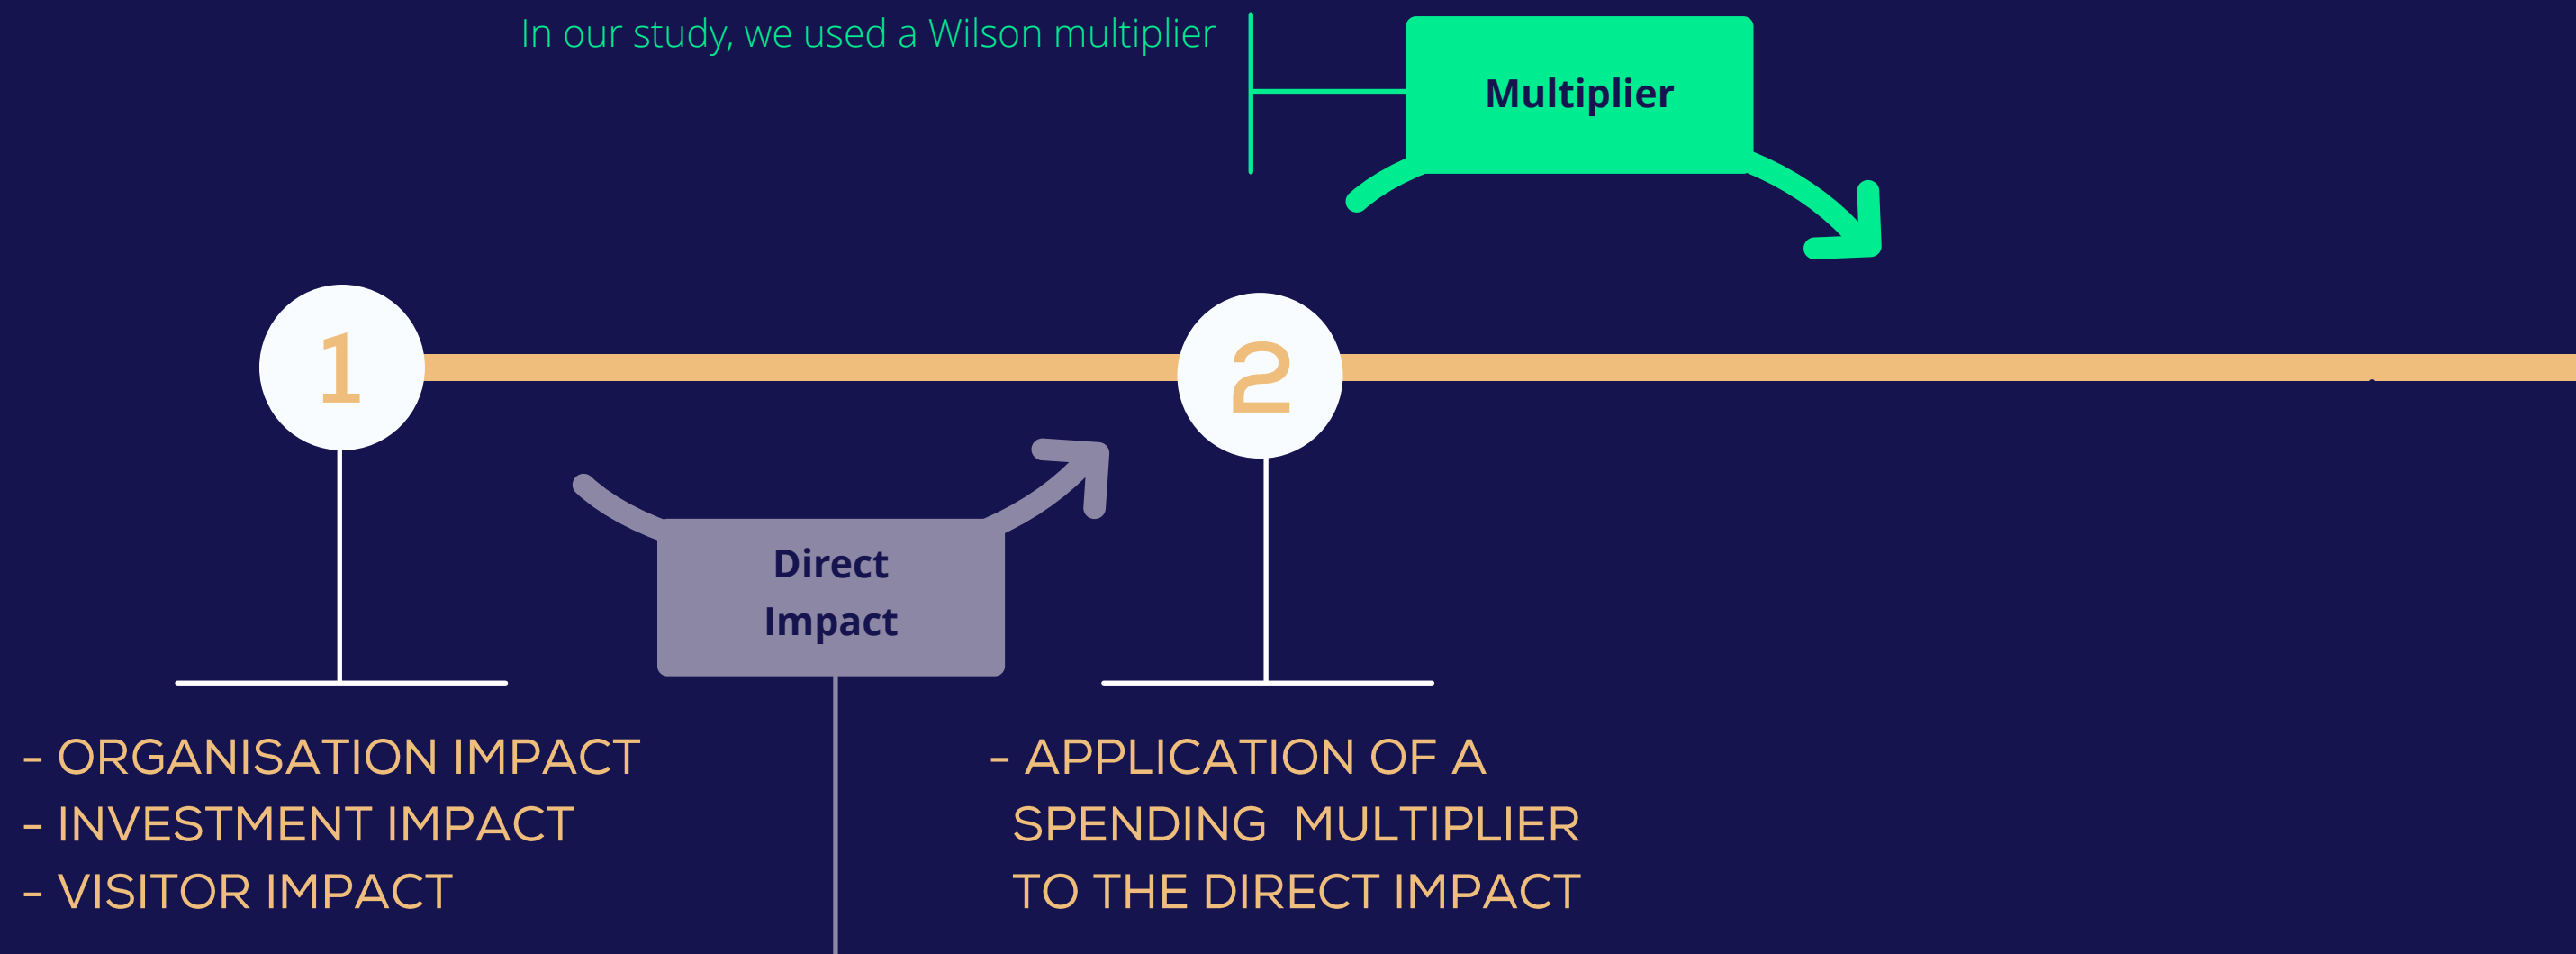 In our study, we used a Wilson multiplier
Multiplier
1
2
Direct
Impact
- ORGANISATION IMPACT
- INVESTMENT IMPACT
- VISITOR IMPACT
- APPLICATION OF A
SPENDING MULTIPLIER
TO THE DIRECT IMPACT